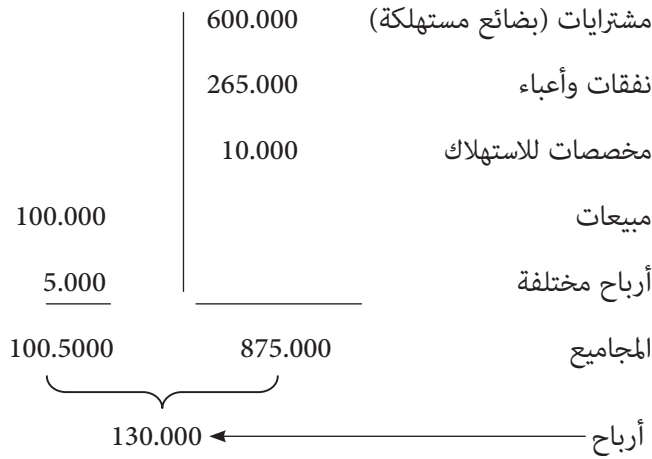 مشترايات (بضائع مستهلكة) 600.000
نفقات وأعباء 265.000
مخصصات للاستهلاك 10.000
مبيعات 100.000
أرباح مختلفة 5.000
المجاميع 875.000 100.5000
أرباح 130.000